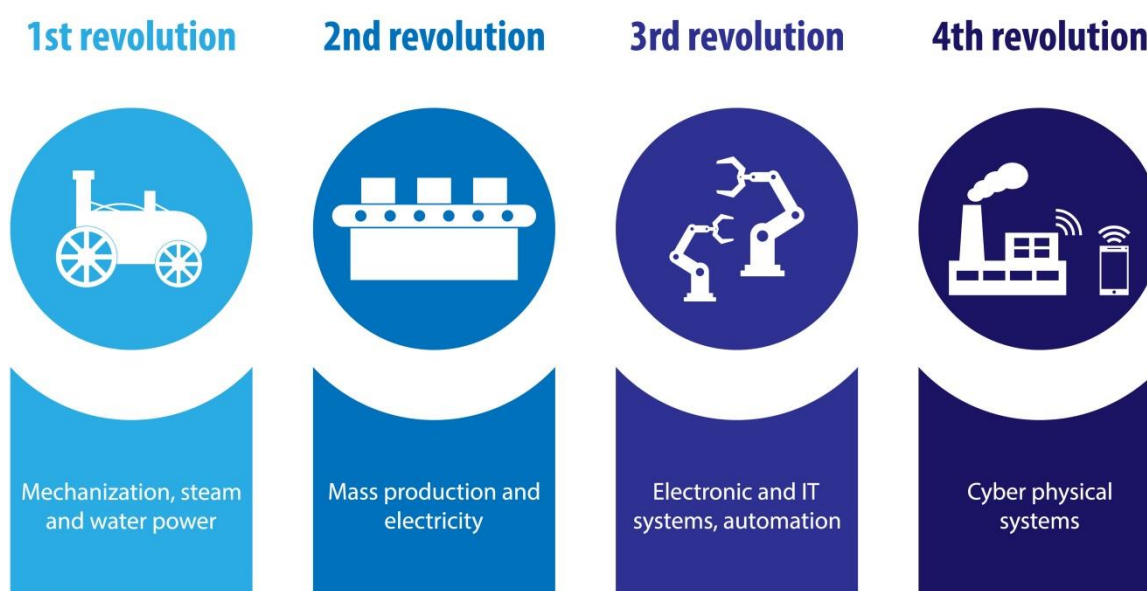 1st revolution
2nd revolution
3rd revolution
4th revolution
Mechanization, steam
and water power
Mass production and
electricity
Electronic and IT
systems, automation
Cyber physical
systems